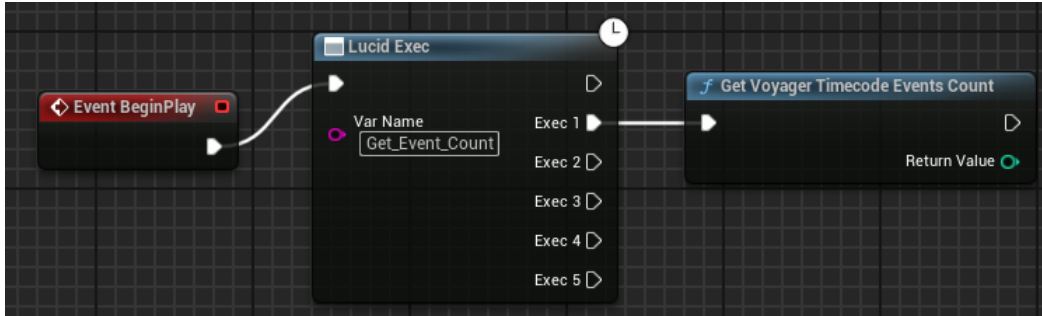 Event BeginPlay
Lucid Exec
Var Name
Get_Event_Count
Exec 1
Exec 2
Exec 3
Exec 4
Exec 5
f Get Voyager Timecode Events Count
Return Value